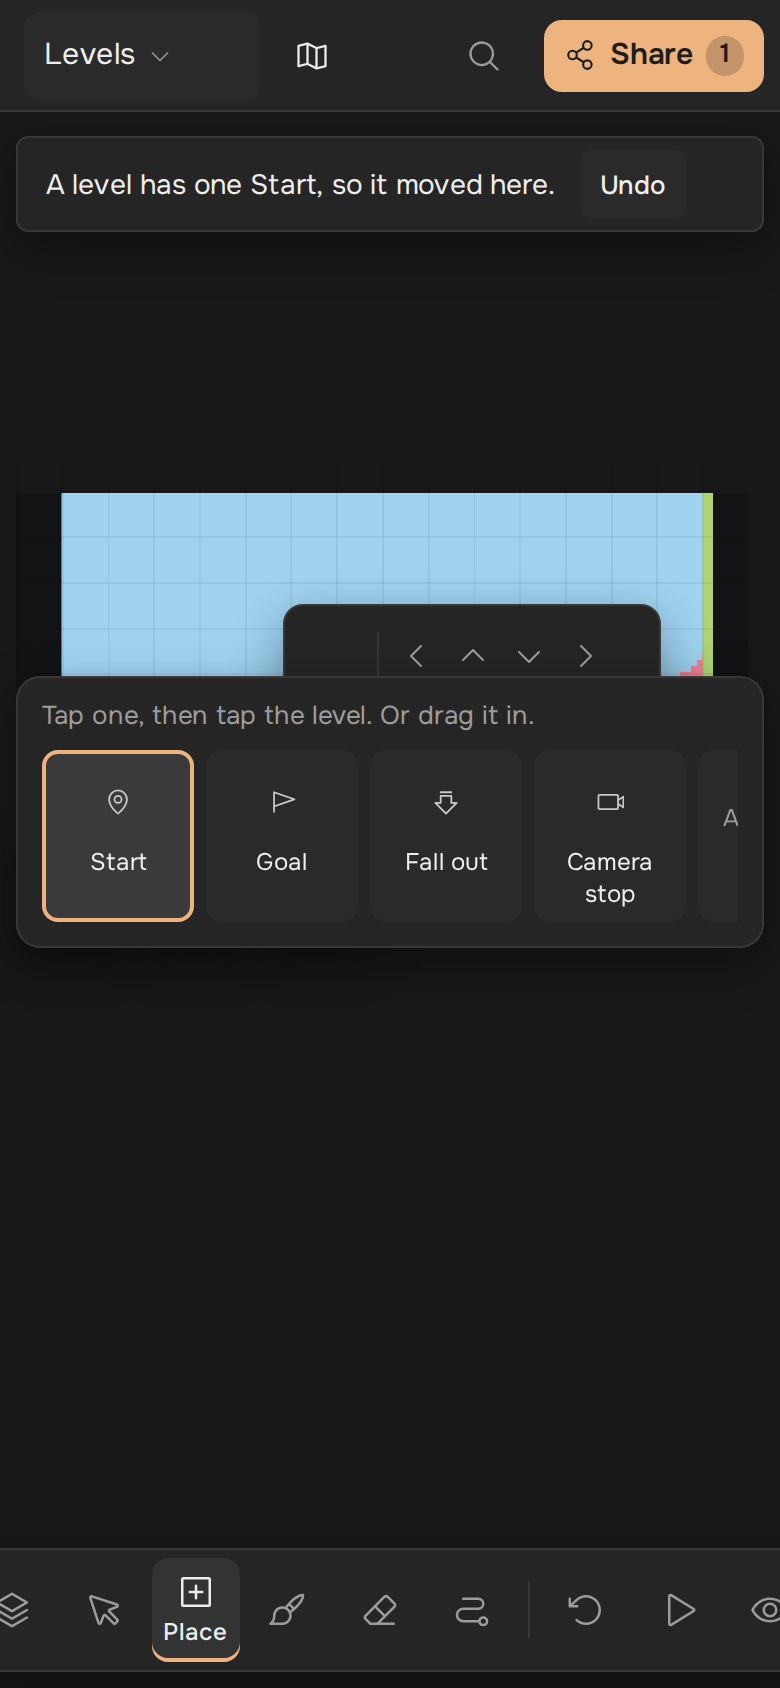 Levels
Share 1
A level has one Start, so it moved here. Undo
Tap one, then tap the level. Or drag it in.
Start
Goal
Fall out
Camera
stop
A
Place